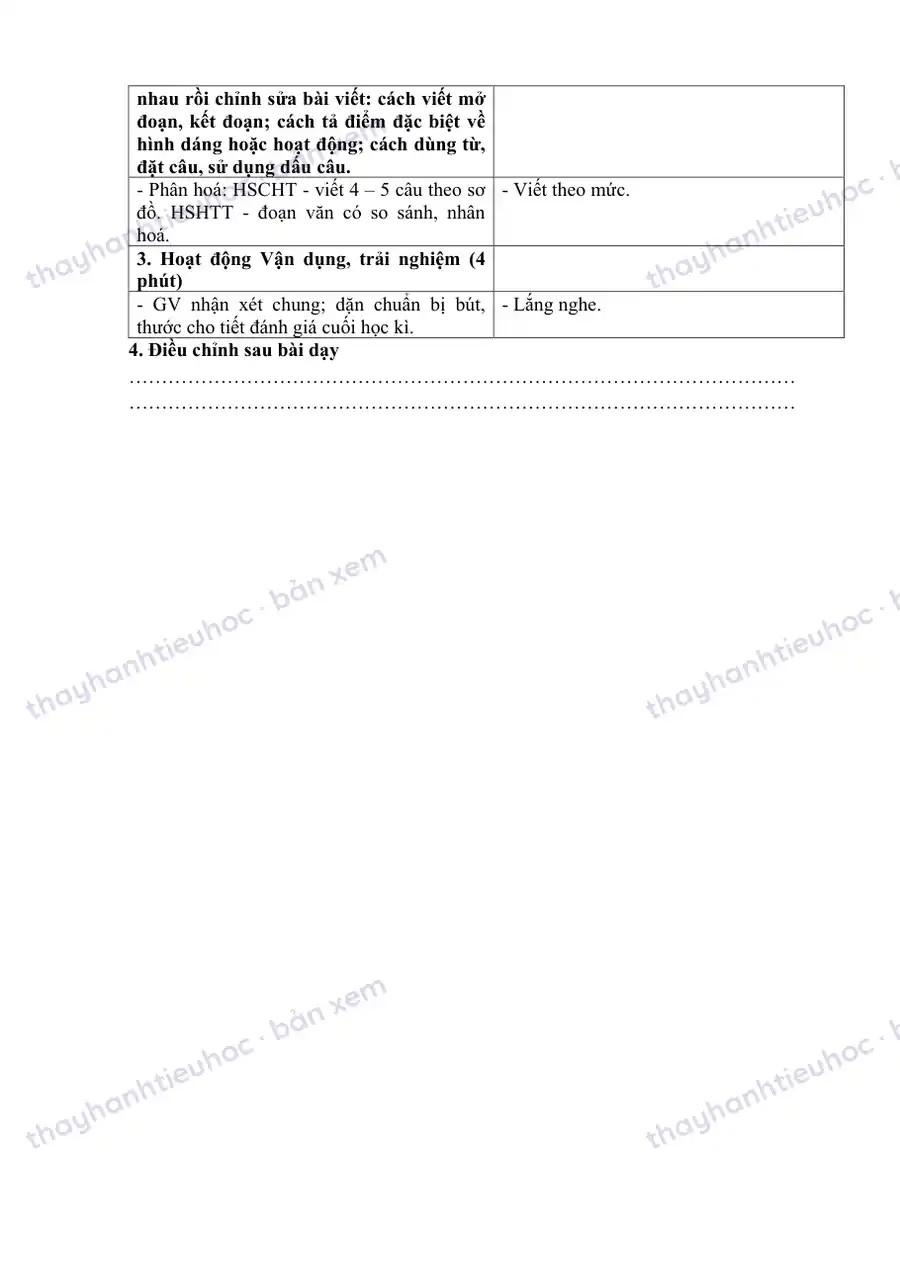 nhau rồi chỉnh sửa bài viết: cách viết mở
đoạn, kết đoạn; cách tả điểm đặc biệt về
hình dáng hoặc hoạt động; cách dùng từ,
đặt câu, sử dụng dấu câu.
- Phân hoá: HSCHT - viết 4 – 5 câu theo sơ
đồ. HSHTT - đoạn văn có so sánh, nhân
hoá.
- Viết theo mức.
3. Hoạt động Vận dụng, trải nghiệm (4
phút)
- GV nhận xét chung; dặn chuẩn bị bút,
thước cho tiết đánh giá cuối học kì.
- Lắng nghe.
4. Điều chỉnh sau bài dạy
…………………………………………………………………………………………
…………………………………………………………………………………………
thayhanhtieuhoc · bản xem
thayhanhtieuhoc · b
thayhanhtieuhoc · bản xem
thayhanhtieuhoc · b
thayhanhtieuhoc · bản xem
thayhanhtieuhoc · b